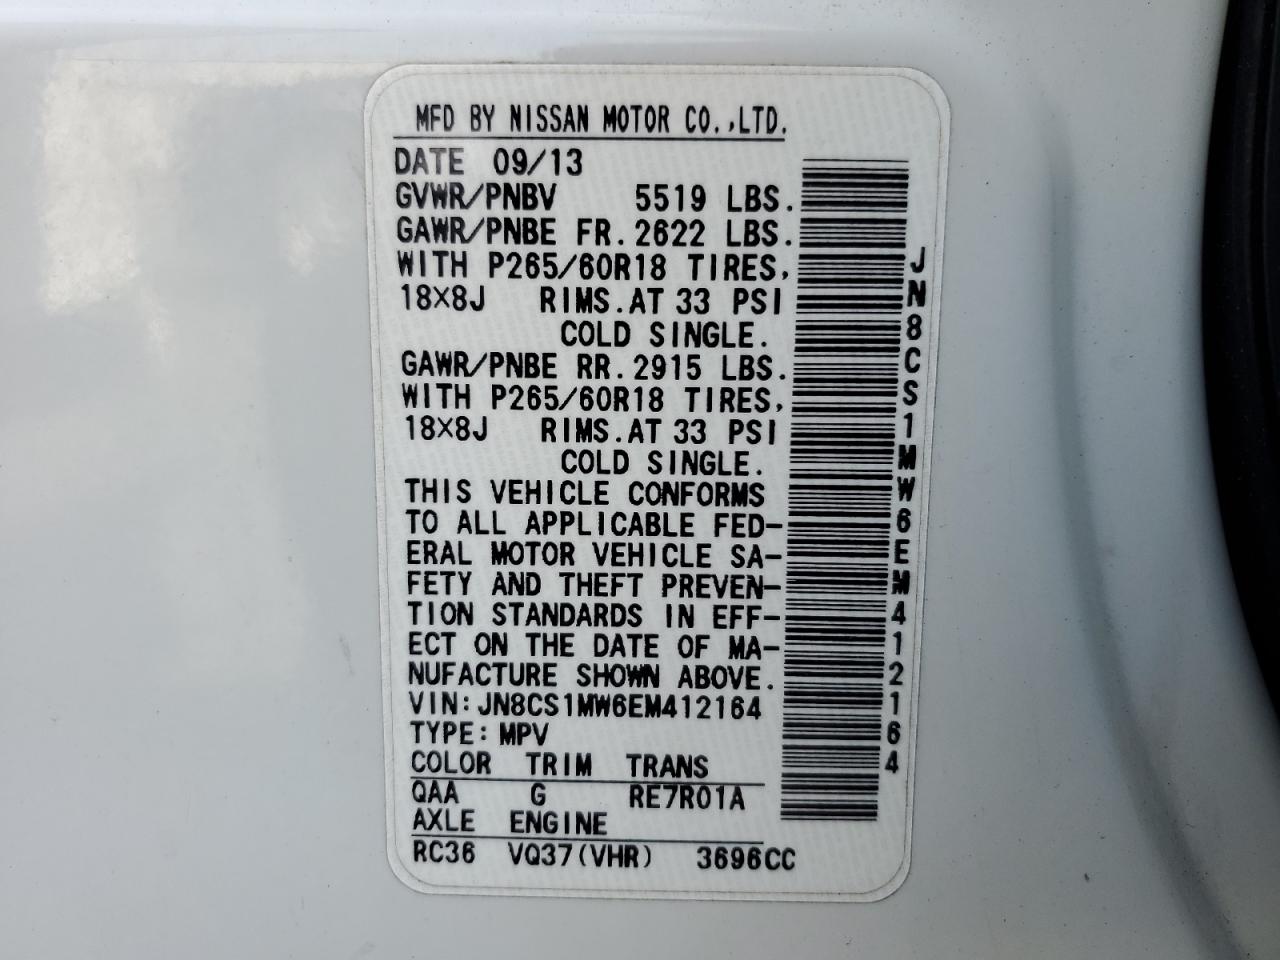 MFD BY NISSAN MOTOR CO.,LTD.
DATE 09/13
GVWR/PNBV 5519 LBS.
GAWR/PNBE FR. 2622 LBS.
WITH P265/60R18 TIRES,
18X8J RIMS. AT 33 PSI
COLD SINGLE.
GAWR/PNBE RR. 2915 LBS.
WITH P265/60R18 TIRES,
18X8J RIMS. AT 33 PSI
COLD SINGLE.
THIS VEHICLE CONFORMS
TO ALL APPLICABLE FED-
ERAL MOTOR VEHICLE SA-
FETY AND THEFT PREVEN-
TION STANDARDS IN EFF-
ECT ON THE DATE OF MA-
NUFACTURE SHOWN ABOVE.
VIN: JN8CS1MW6EM412164
TYPE: MPV
COLOR TRIM TRANS
QAA G RE7R01A
AXLE ENGINE
RC36 VQ37(VHR) 3696CC
JN8CS1MW6EM412164